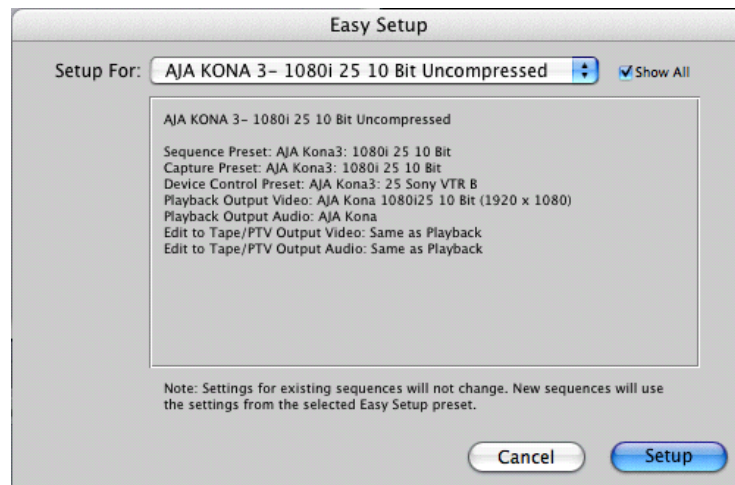 Easy Setup
Setup For: AJA KONA 3- 1080i 25 10 Bit Uncompressed Show All
AJA KONA 3- 1080i 25 10 Bit Uncompressed
Sequence Preset: AJA Kona3: 1080i 25 10 Bit
Capture Preset: AJA Kona3: 1080i 25 10 Bit
Device Control Preset: AJA Kona3: 25 Sony VTR B
Playback Output Video: AJA Kona 1080i25 10 Bit (1920 x 1080)
Playback Output Audio: AJA Kona
Edit to Tape/PTV Output Video: Same as Playback
Edit to Tape/PTV Output Audio: Same as Playback
Note: Settings for existing sequences will not change. New sequences will use
the settings from the selected Easy Setup preset.
Cancel Setup